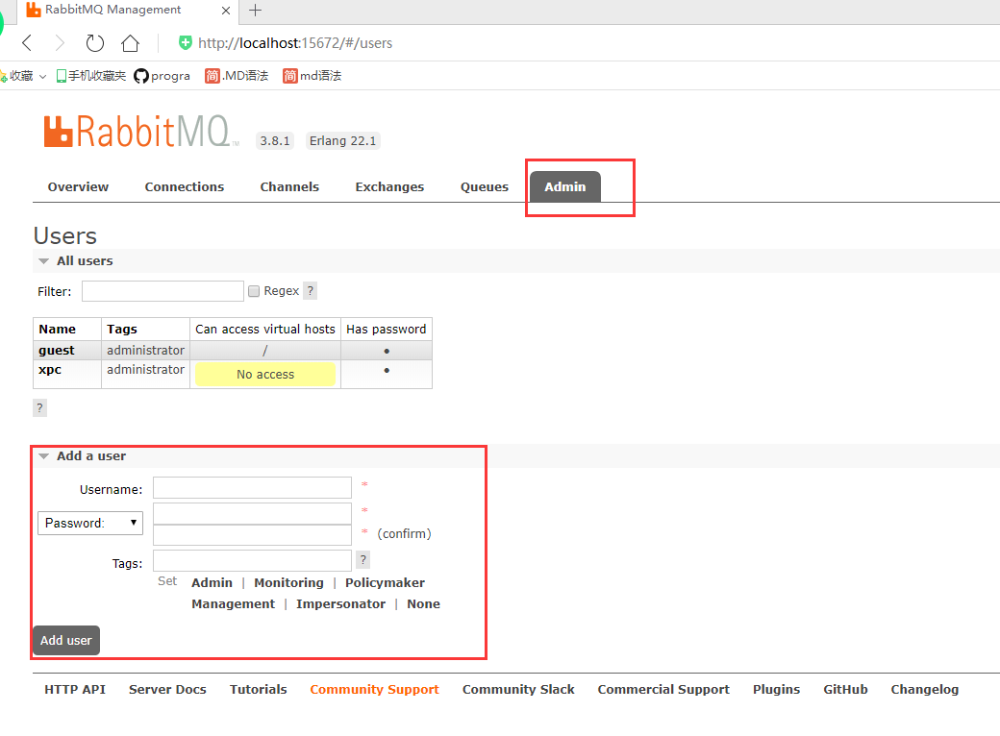 RabbitMQ Management
http://localhost:15672/#/users
收藏 手机收藏夹 progra 简 .MD语法 简 md语法
RabbitMQ TM 3.8.1 Erlang 22.1
Overview Connections Channels Exchanges Queues Admin
Users
All users
Filter: Regex ?
Name Tags Can access virtual hosts Has password
guest administrator / •
xpc administrator No access •
?
Add a user
Username: *
Password: *
* (confirm)
Tags: ?
Set Admin | Monitoring | Policymaker
Management | Impersonator | None
Add user
HTTP API Server Docs Tutorials Community Support Community Slack Commercial Support Plugins GitHub Changelog